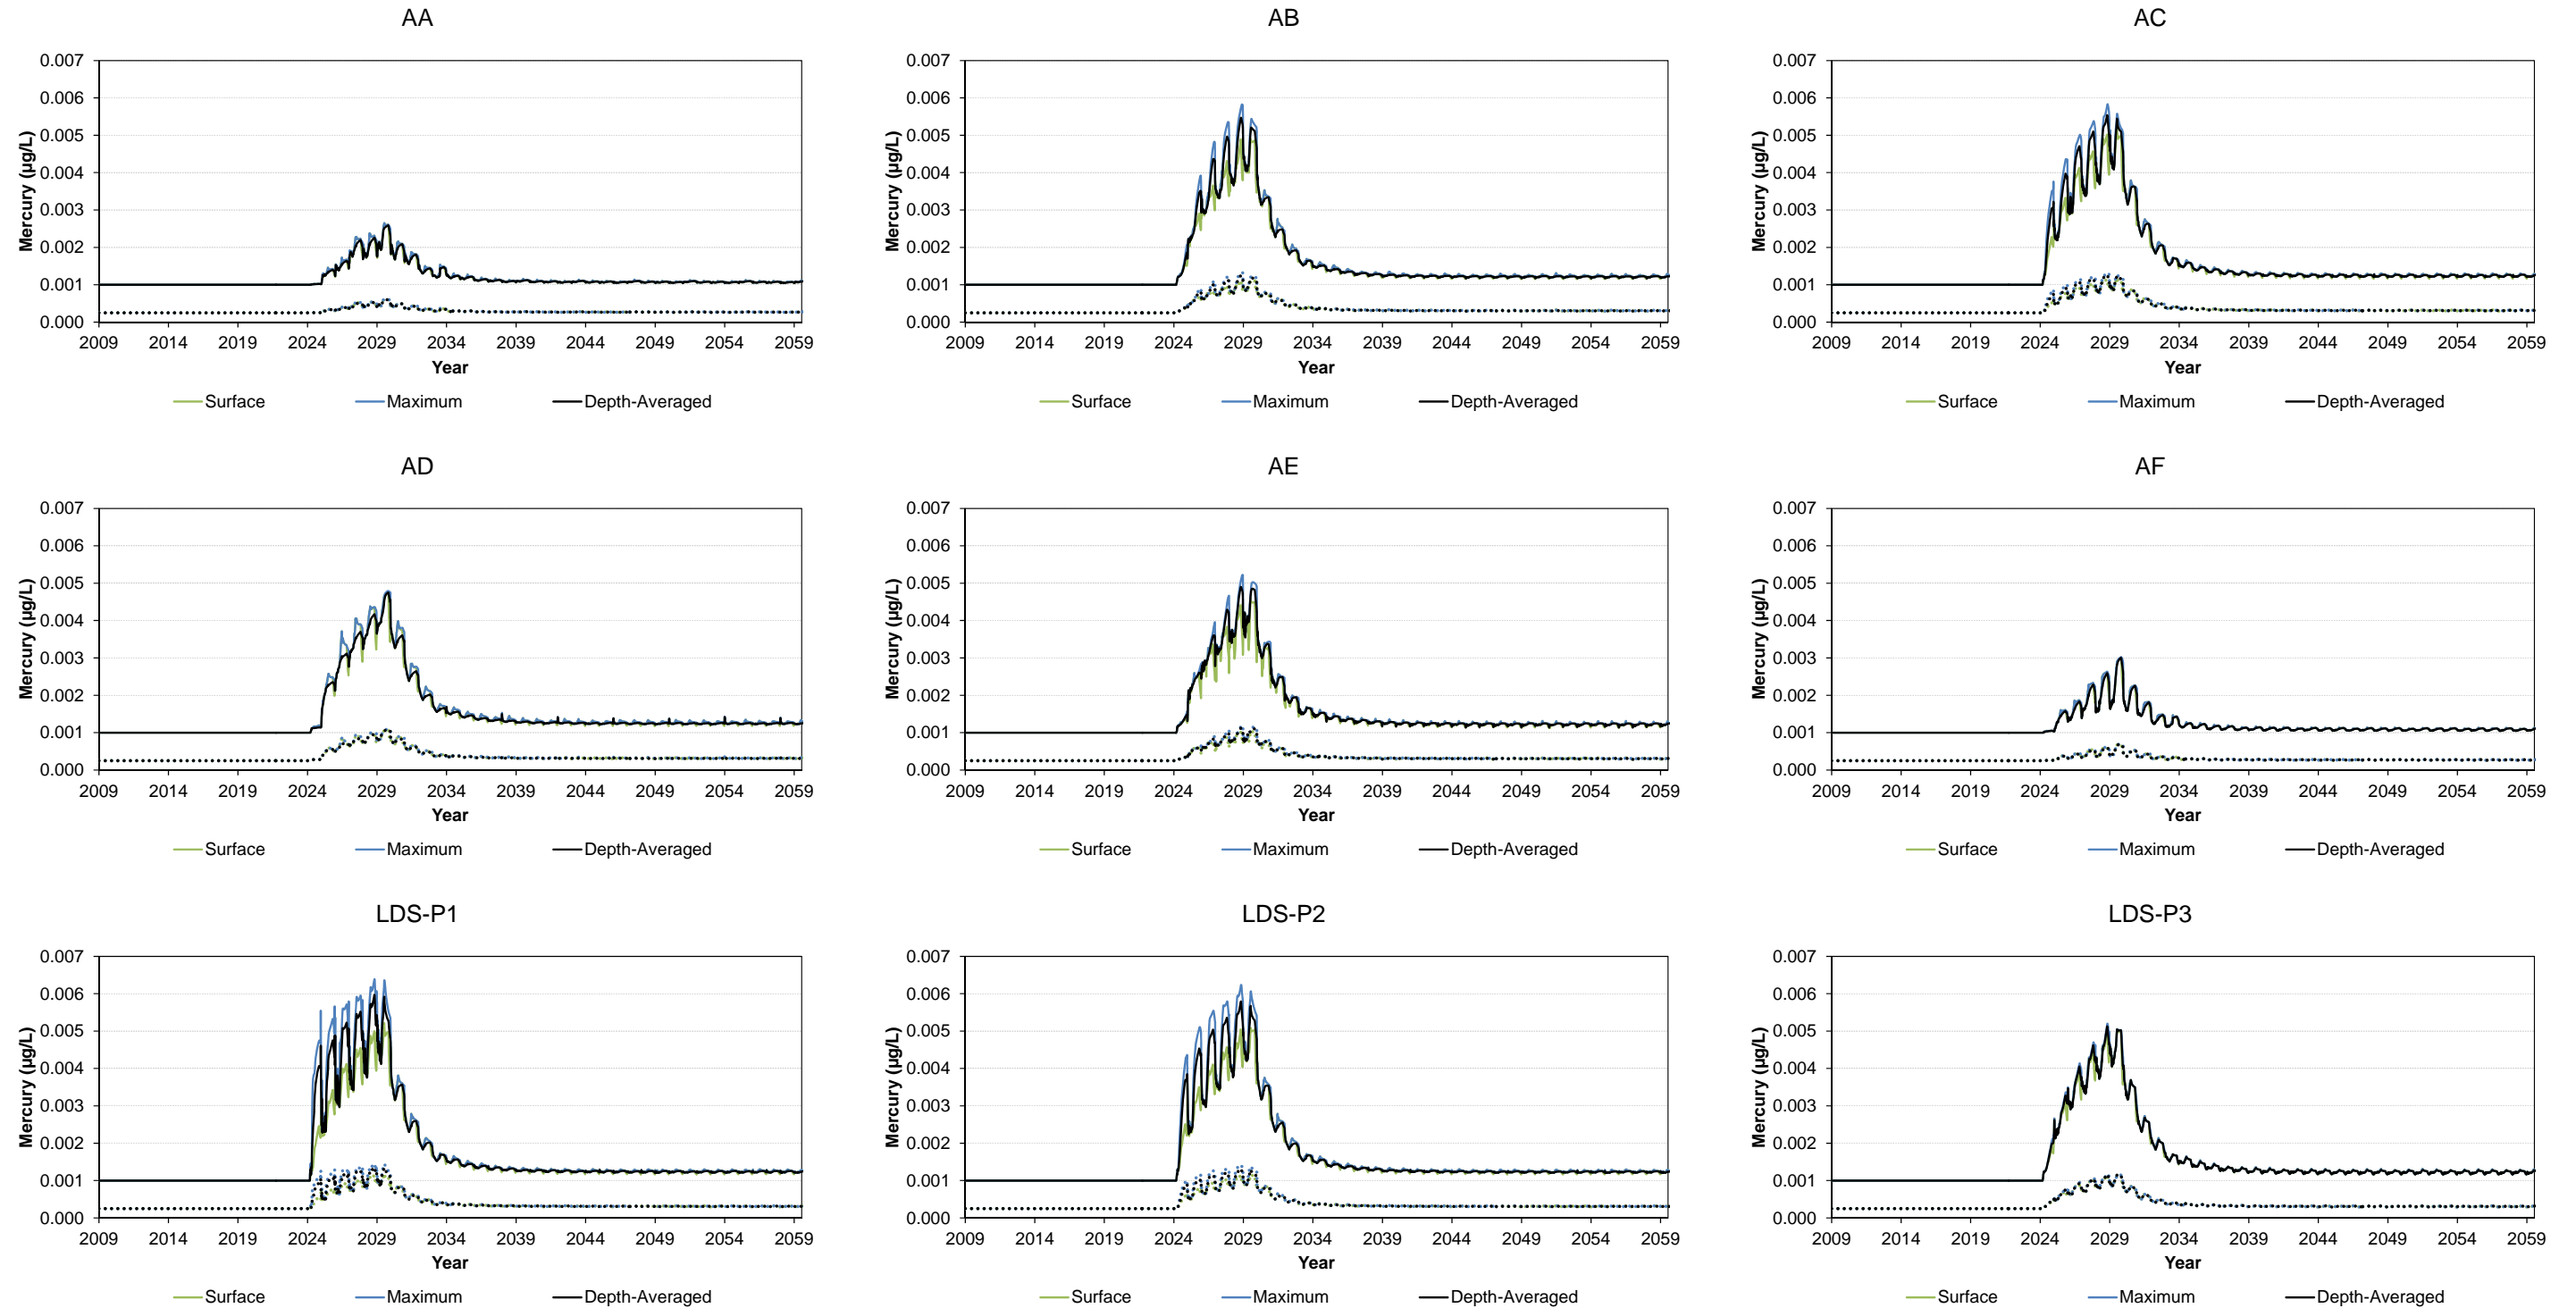 AA AB AC
0.007 0.007 0.007
0.006 0.006 0.006
0.005 0.005 0.005
0.004 0.004 0.004
0.003 0.003 0.003
0.002 0.002 0.002
0.001 0.001 0.001
0.000 0.000 0.000
Mercury (µg/L) Mercury (µg/L) Mercury (µg/L)
2009 2014 2019 2024 2029 2034 2039 2044 2049 2054 2059 2009 2014 2019 2024 2029 2034 2039 2044 2049 2054 2059 2009 2014 2019 2024 2029 2034 2039 2044 2049 2054 2059
Year Year Year
Surface Maximum Depth-Averaged Surface Maximum Depth-Averaged Surface Maximum Depth-Averaged
AD AE AF
0.007 0.007 0.007
0.006 0.006 0.006
0.005 0.005 0.005
0.004 0.004 0.004
0.003 0.003 0.003
0.002 0.002 0.002
0.001 0.001 0.001
0.000 0.000 0.000
Mercury (µg/L) Mercury (µg/L) Mercury (µg/L)
2009 2014 2019 2024 2029 2034 2039 2044 2049 2054 2059 2009 2014 2019 2024 2029 2034 2039 2044 2049 2054 2059 2009 2014 2019 2024 2029 2034 2039 2044 2049 2054 2059
Year Year Year
Surface Maximum Depth-Averaged Surface Maximum Depth-Averaged Surface Maximum Depth-Averaged
LDS-P1 LDS-P2 LDS-P3
0.007 0.007 0.007
0.006 0.006 0.006
0.005 0.005 0.005
0.004 0.004 0.004
0.003 0.003 0.003
0.002 0.002 0.002
0.001 0.001 0.001
0.000 0.000 0.000
Mercury (µg/L) Mercury (µg/L) Mercury (µg/L)
2009 2014 2019 2024 2029 2034 2039 2044 2049 2054 2059 2009 2014 2019 2024 2029 2034 2039 2044 2049 2054 2059 2009 2014 2019 2024 2029 2034 2039 2044 2049 2054 2059
Year Year Year
Surface Maximum Depth-Averaged Surface Maximum Depth-Averaged Surface Maximum Depth-Averaged